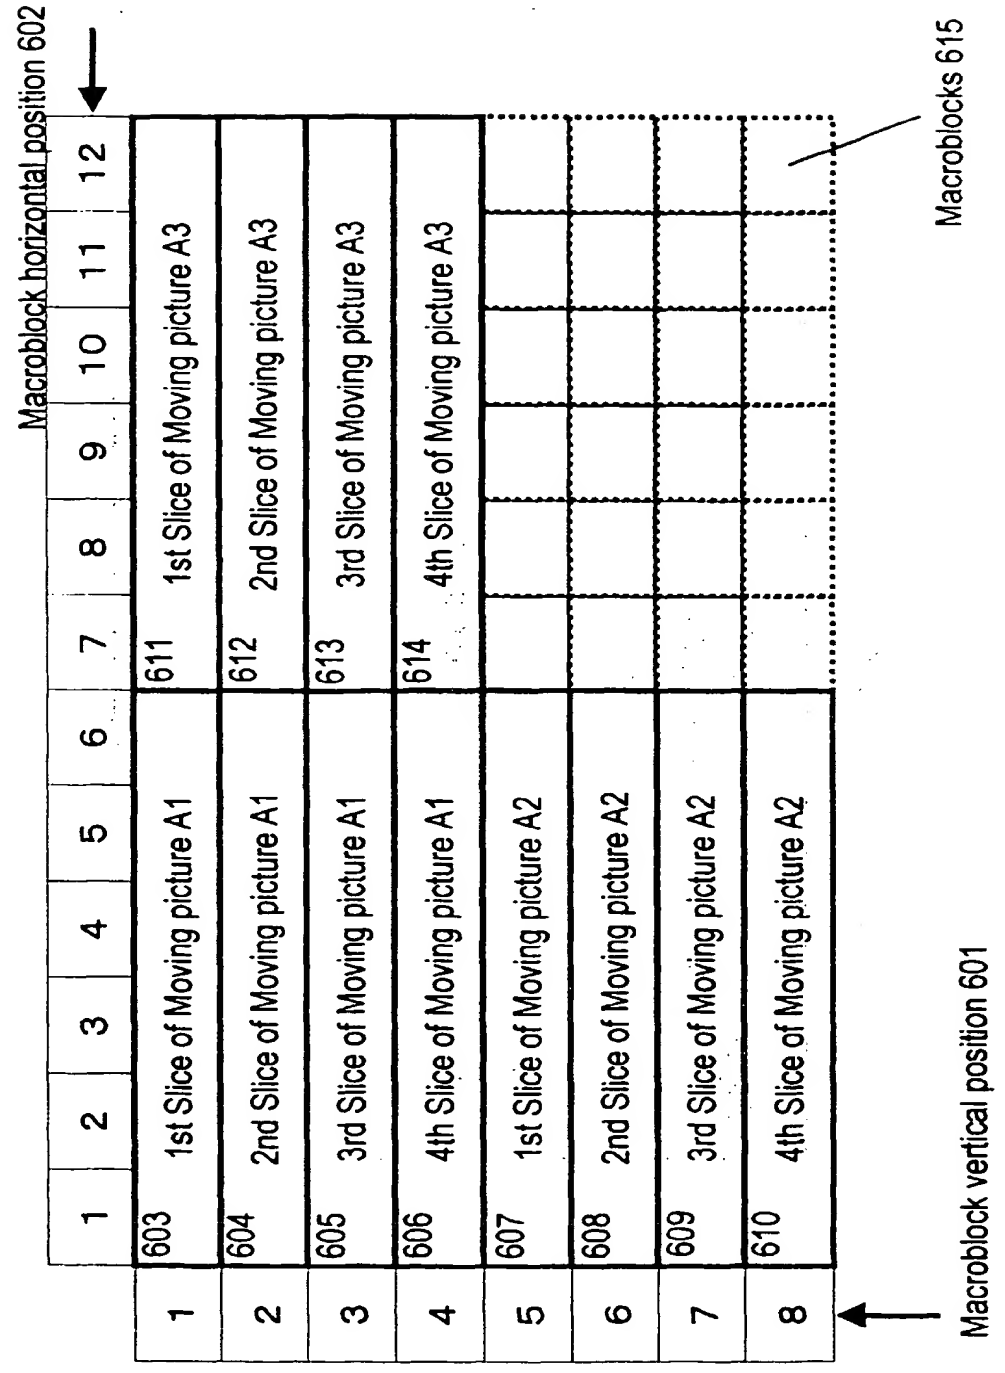 Macroblock horizontal position 602
1 2 3 4 5 6 7 8 9 10 11 12
1 603 1st Slice of Moving picture A1 611 1st Slice of Moving picture A3
2 604 2nd Slice of Moving picture A1 612 2nd Slice of Moving picture A3
3 605 3rd Slice of Moving picture A1 613 3rd Slice of Moving picture A3
4 606 4th Slice of Moving picture A1 614 4th Slice of Moving picture A3
5 607 1st Slice of Moving picture A2
6 608 2nd Slice of Moving picture A2
7 609 3rd Slice of Moving picture A2
8 610 4th Slice of Moving picture A2
Macroblocks 615
Macroblock vertical position 601